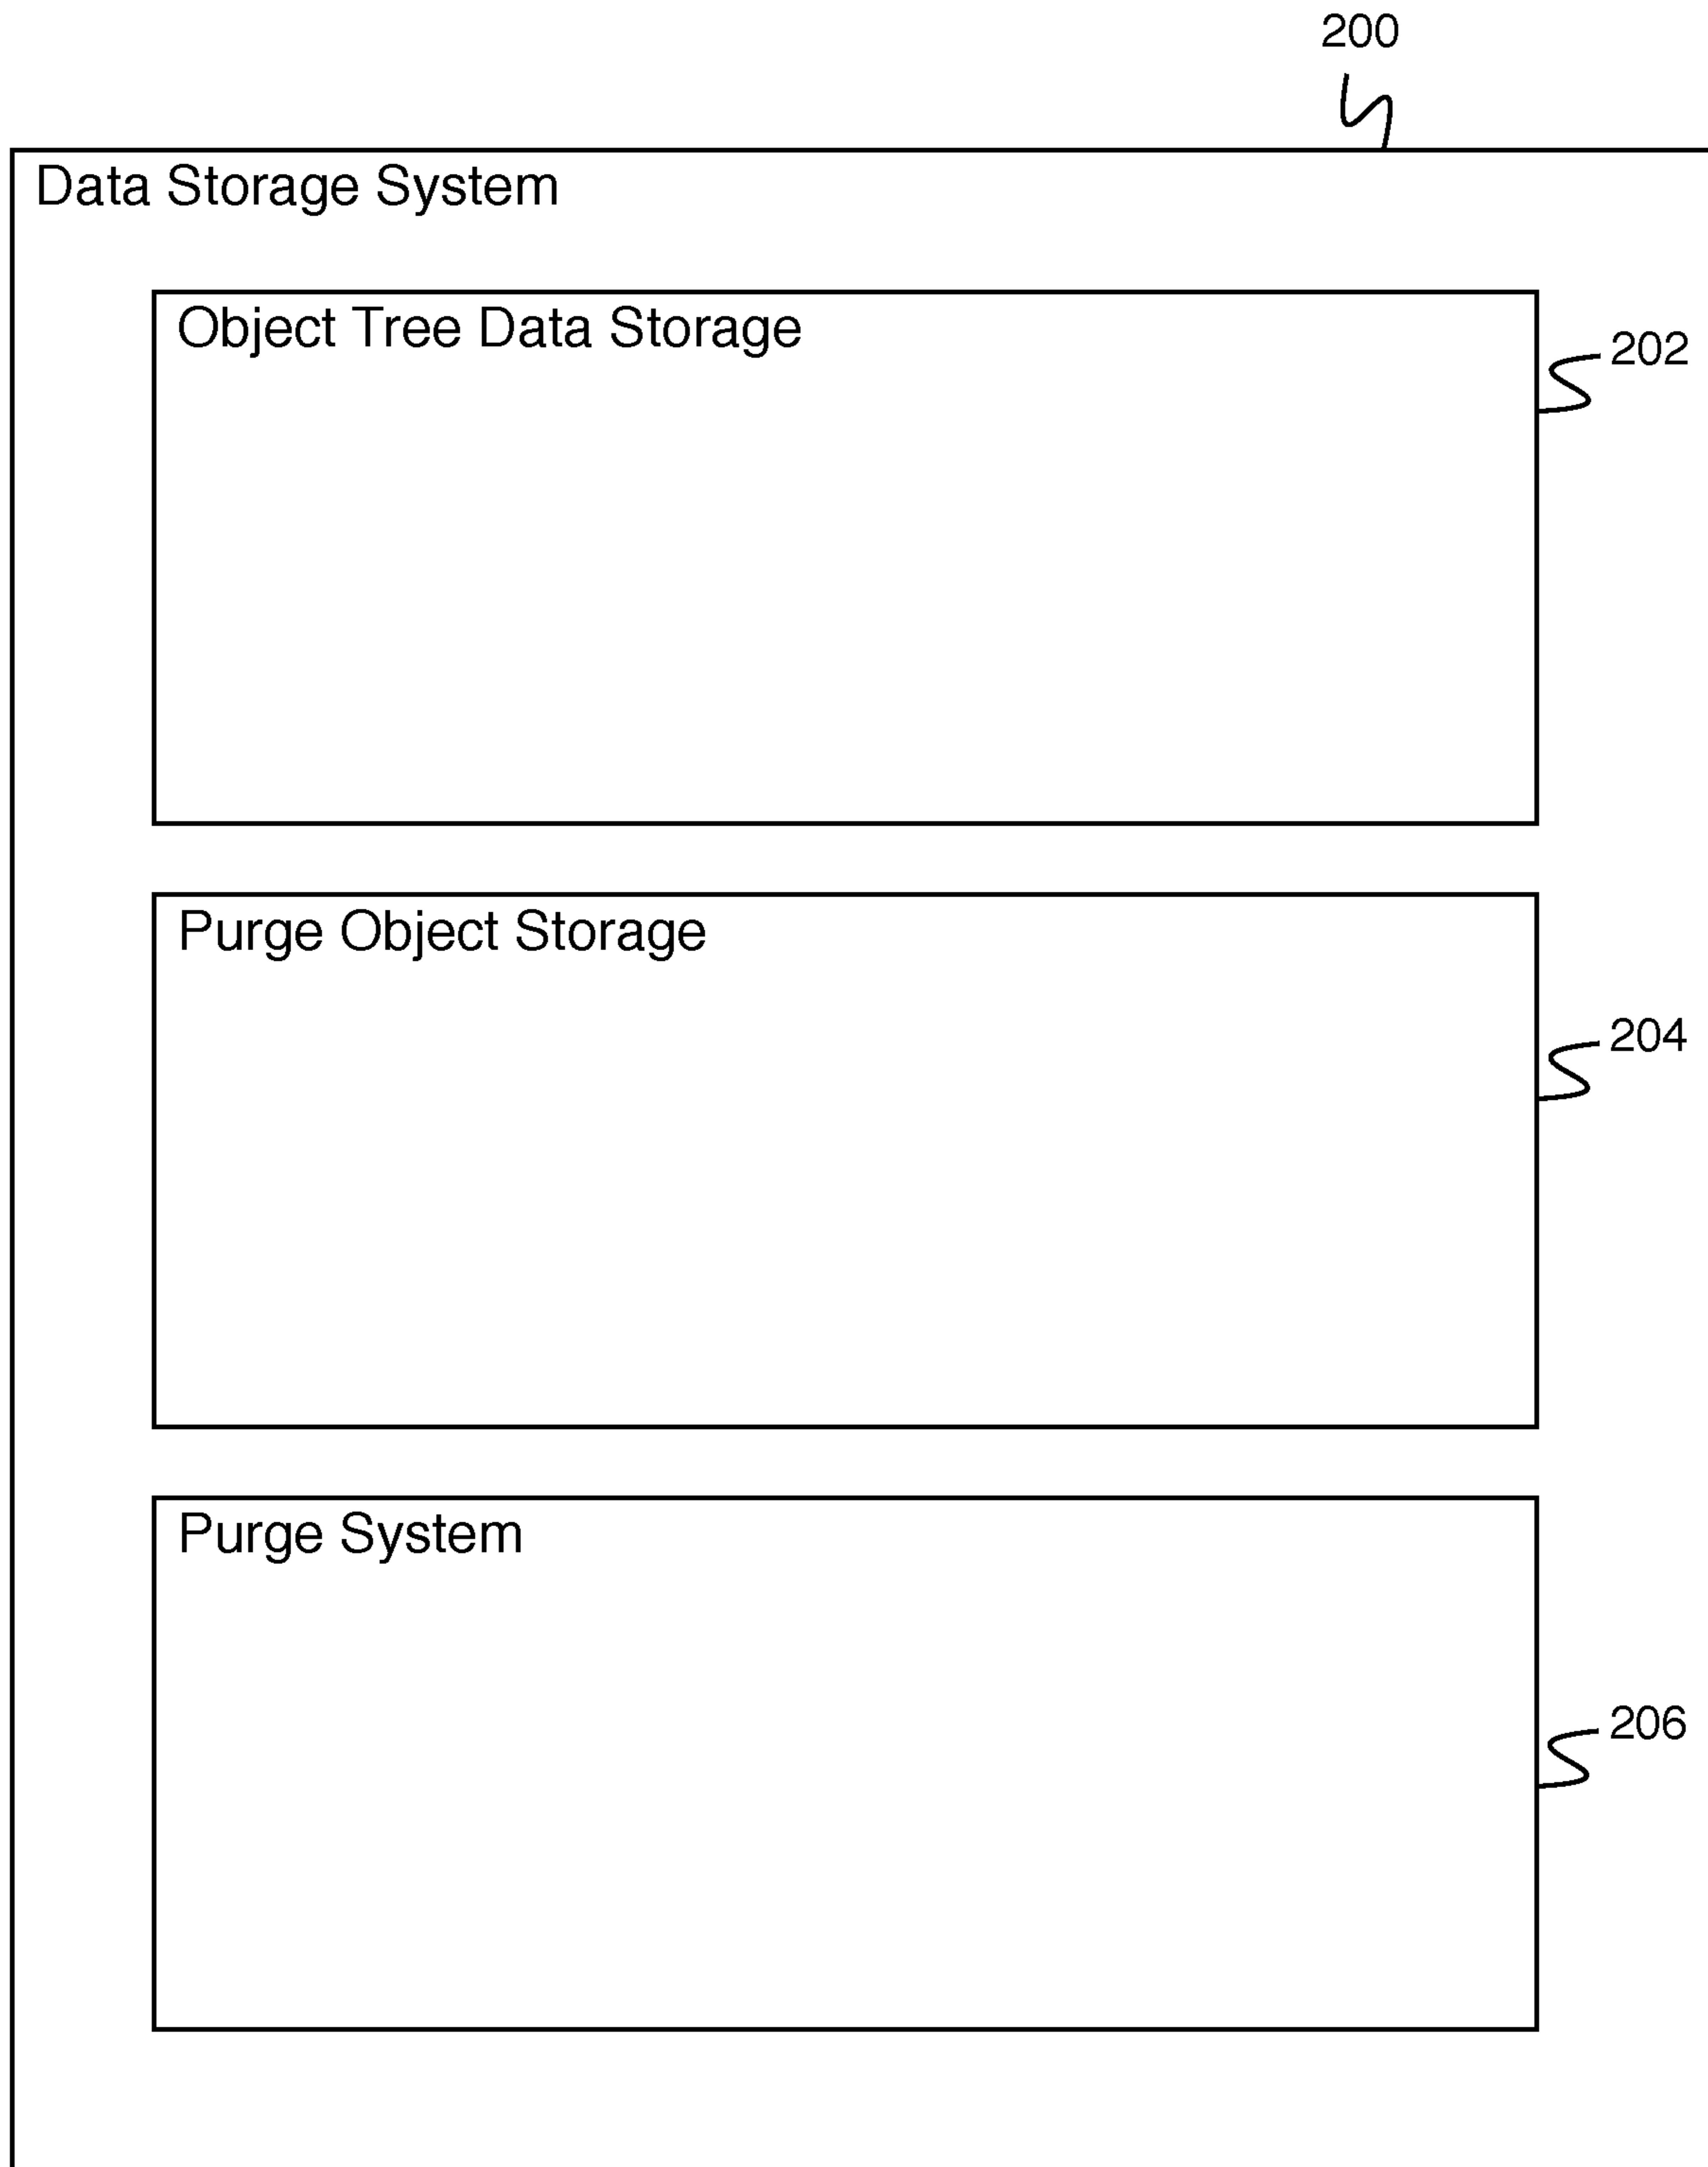 200
Data Storage System
Object Tree Data Storage
202
Purge Object Storage
204
Purge System
206